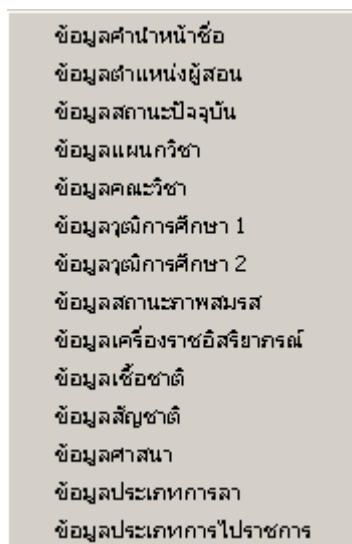 ข้อมูลคำนำหน้าชื่อ
ข้อมูลตำแหน่งผู้สอน
ข้อมูลสถานะปัจจุบัน
ข้อมูลแผนกวิชา
ข้อมูลคณะวิชา
ข้อมูลวุฒิการศึกษา 1
ข้อมูลวุฒิการศึกษา 2
ข้อมูลสถานะภาพสมรส
ข้อมูลเครื่องราชอิสริยาภรณ์
ข้อมูลเชื้อชาติ
ข้อมูลสัญชาติ
ข้อมูลศาสนา
ข้อมูลประเภทการลา
ข้อมูลประเภทการไปราชการ